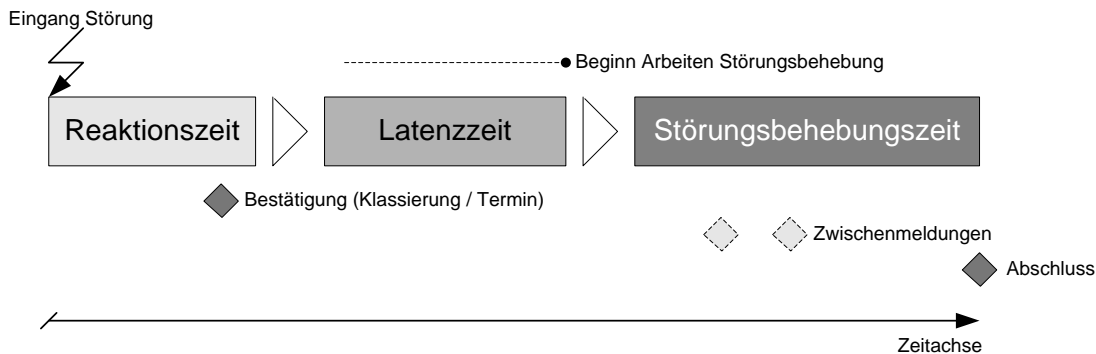 Eingang Störung
Beginn Arbeiten Störungsbehebung
Reaktionszeit
Latenzzeit
Störungsbehebungszeit
Bestätigung (Klassierung / Termin)
Zwischenmeldungen
Abschluss
Zeitachse